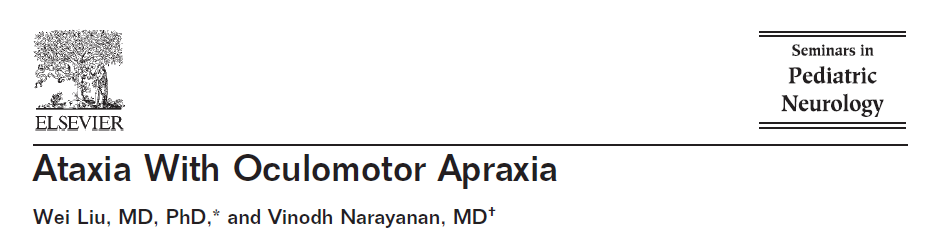 ELSEVIER
Seminars in
Pediatric
Neurology
Ataxia With Oculomotor Apraxia
Wei Liu, MD, PhD,* and Vinodh Narayanan, MD†